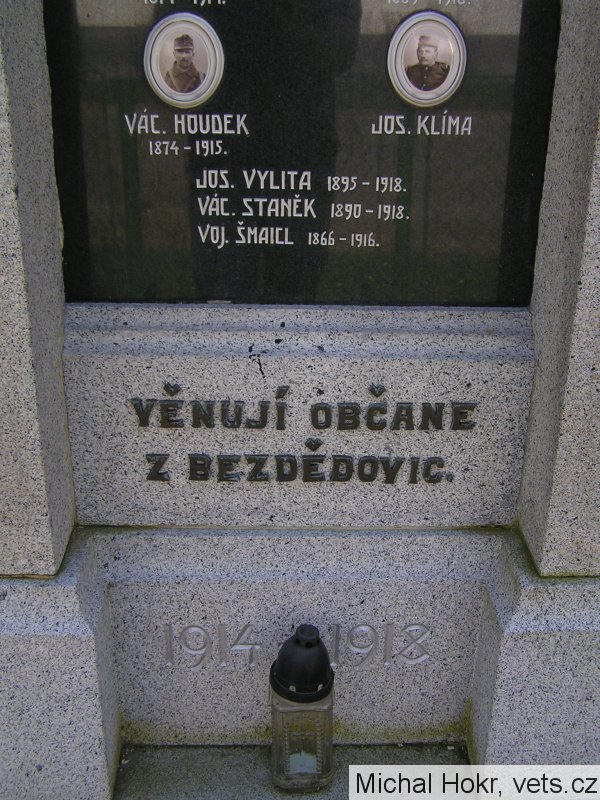 VÁC. HOUDEK JOS. KLÍMA
1874 - 1915.
JOS. VYLITA 1895 - 1918.
VÁC. STANĚK 1890 - 1918.
VOJ. ŠMAICL 1866 - 1916.
VĚNUJÍ OBČANE
Z BEZDĚDOVIC.
1914 1918
Michal Hokr, vets.cz